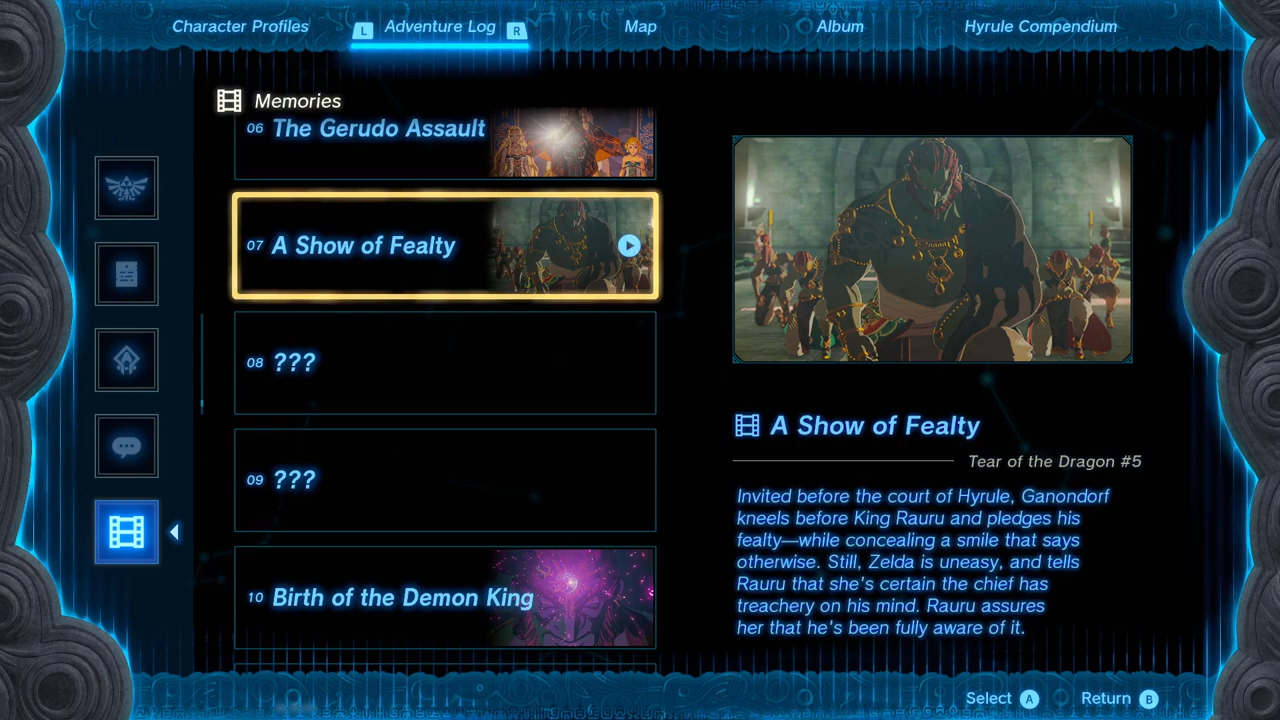 Character Profiles
L Adventure Log R
Map
Album
Hyrule Compendium
Memories
06 The Gerudo Assault
07 A Show of Fealty
08 ???
09 ???
10 Birth of the Demon King
A Show of Fealty
Tear of the Dragon #5
Invited before the court of Hyrule, Ganondorf
kneels before King Rauru and pledges his
fealty—while concealing a smile that says
otherwise. Still, Zelda is uneasy, and tells
Rauru that she's certain the chief has
treachery on his mind. Rauru assures
her that he's been fully aware of it.
Select A
Return B